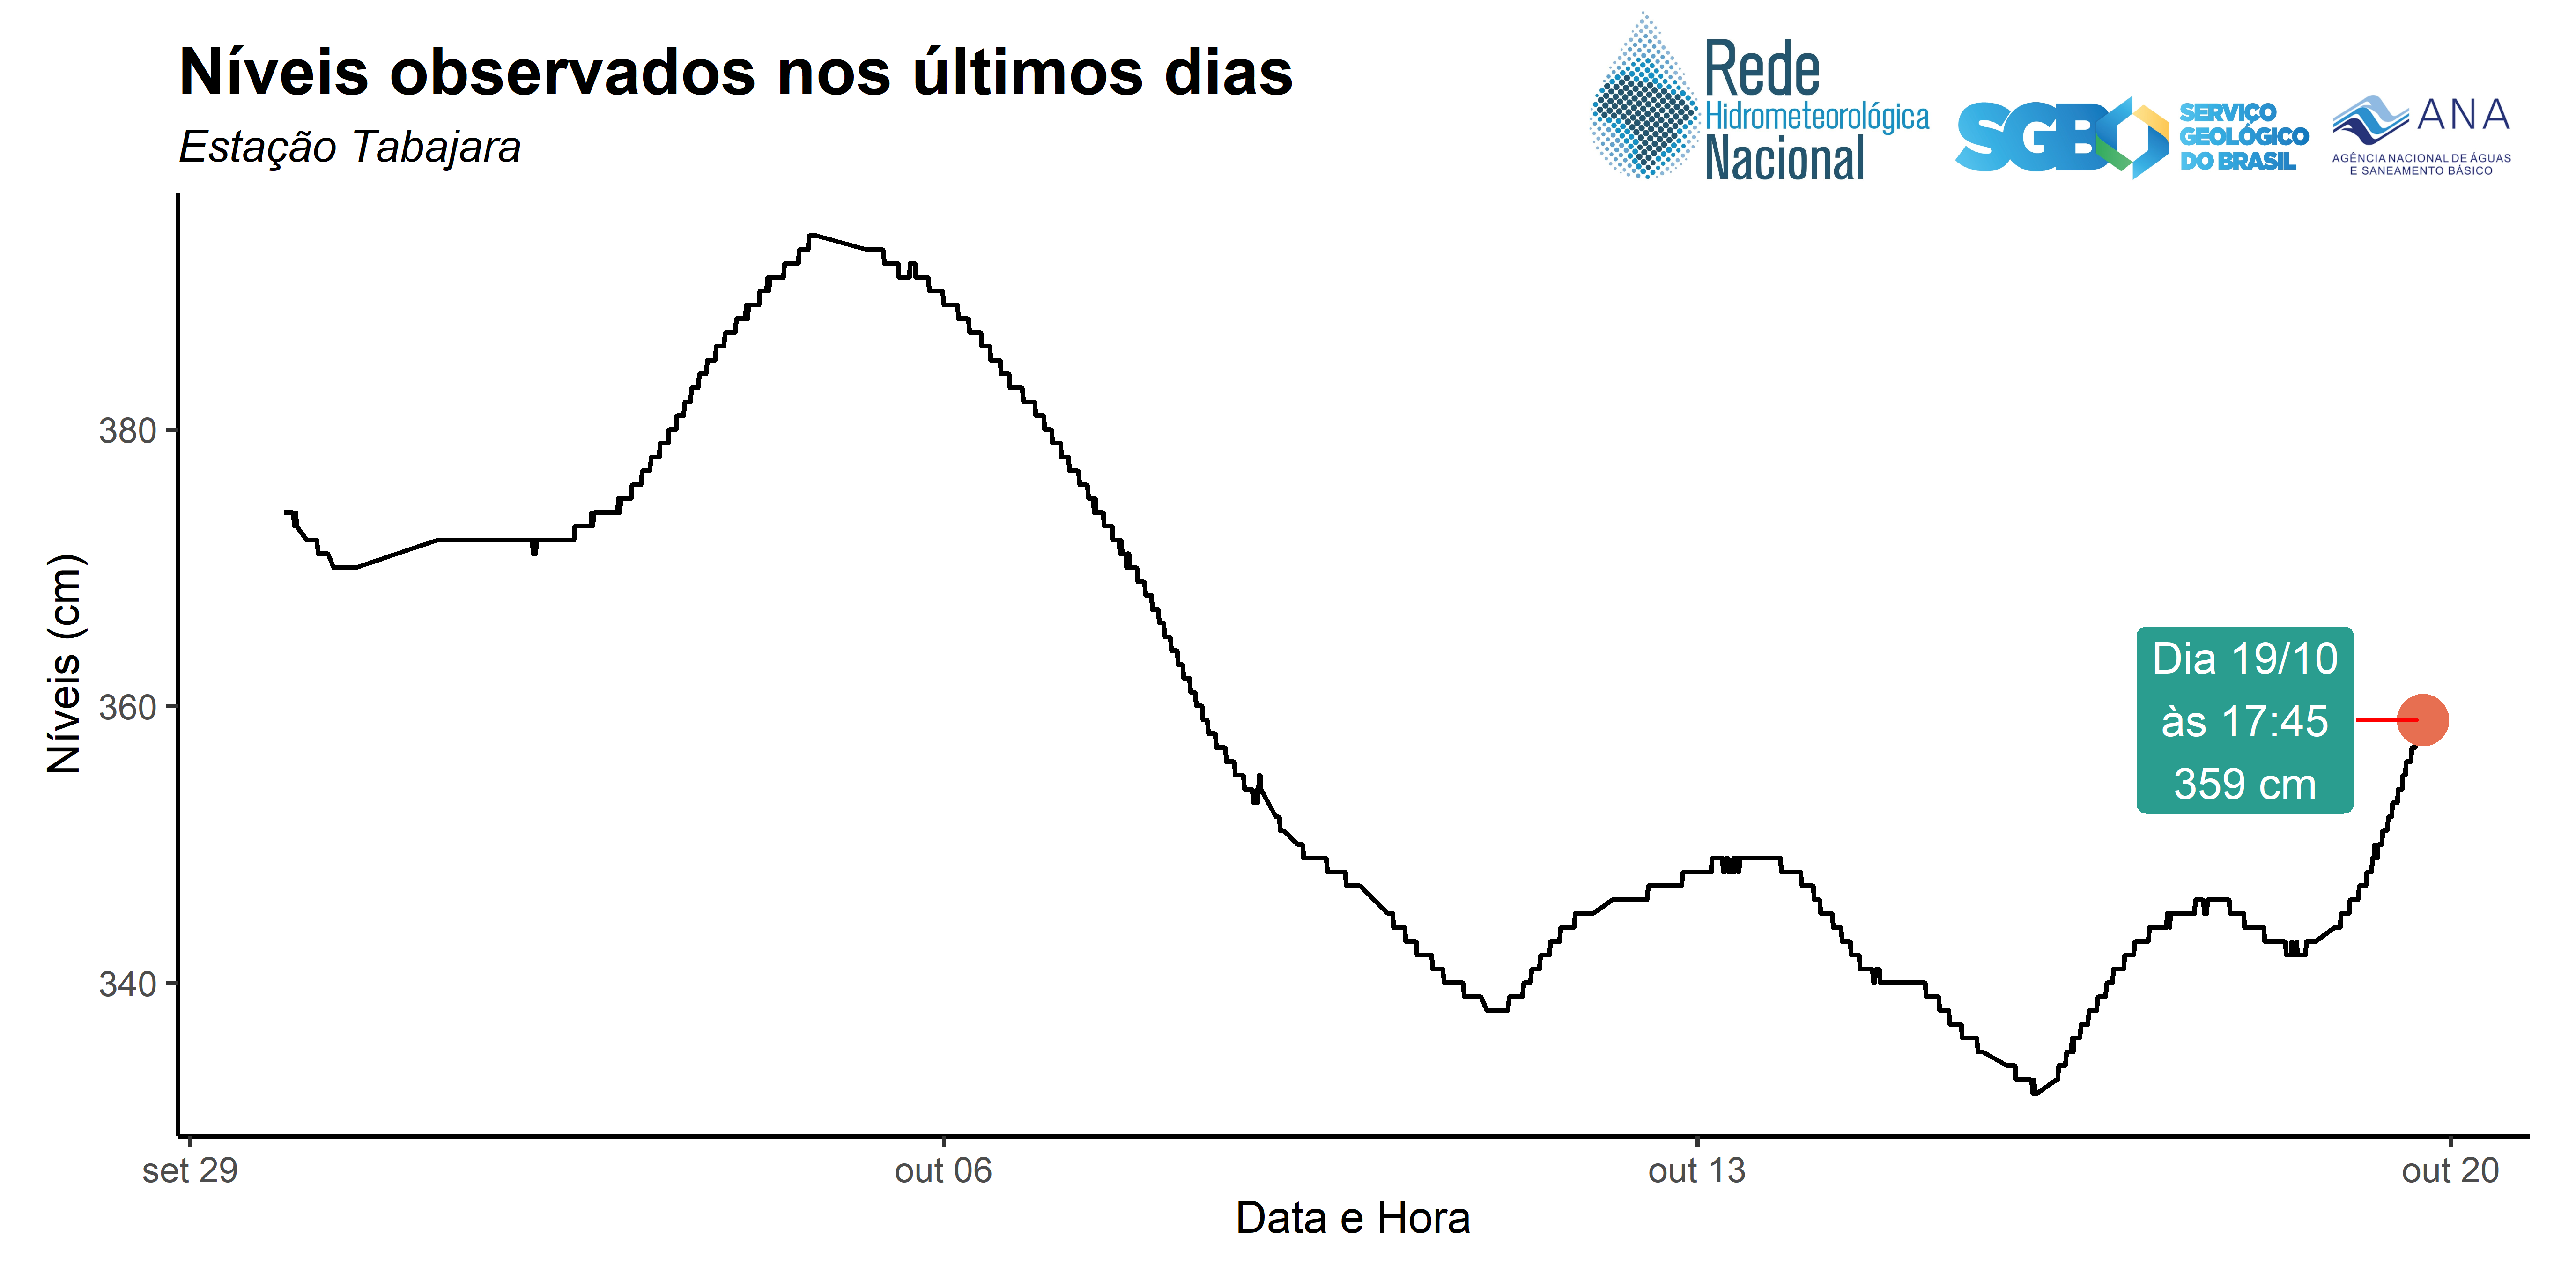 Níveis observados nos últimos dias
Estação Tabajara
Rede
Hidrometeorológica
Nacional
SGB
SERVIÇO
GEOLÓGICO
DO BRASIL
ANA
AGÊNCIA NACIONAL DE ÁGUAS
E SANEAMENTO BÁSICO
Níveis (cm)
380
360
340
Dia 19/10
às 17:45
359 cm
set 29
out 06
out 13
out 20
Data e Hora